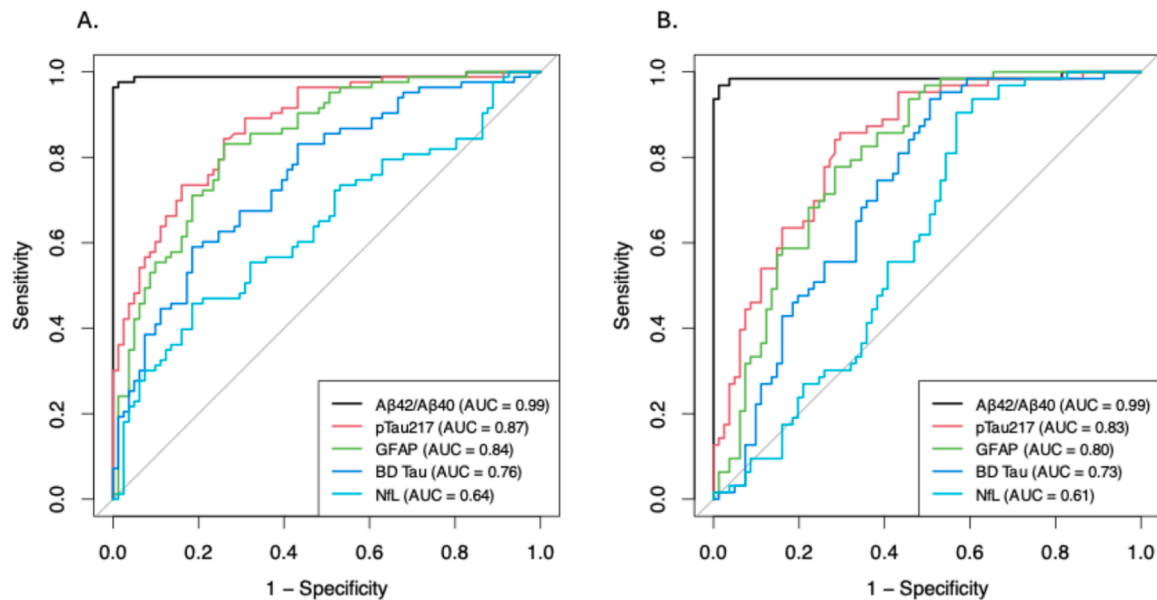 A.
1.0
0.8
0.6
0.4
0.2
0.0
Sensitivity
Aβ42/Aβ40 (AUC = 0.99)
pTau217 (AUC = 0.87)
GFAP (AUC = 0.84)
BD Tau (AUC = 0.76)
NfL (AUC = 0.64)
0.0 0.2 0.4 0.6 0.8 1.0
1 − Specificity
B.
1.0
0.8
0.6
0.4
0.2
0.0
Sensitivity
Aβ42/Aβ40 (AUC = 0.99)
pTau217 (AUC = 0.83)
GFAP (AUC = 0.80)
BD Tau (AUC = 0.73)
NfL (AUC = 0.61)
0.0 0.2 0.4 0.6 0.8 1.0
1 − Specificity